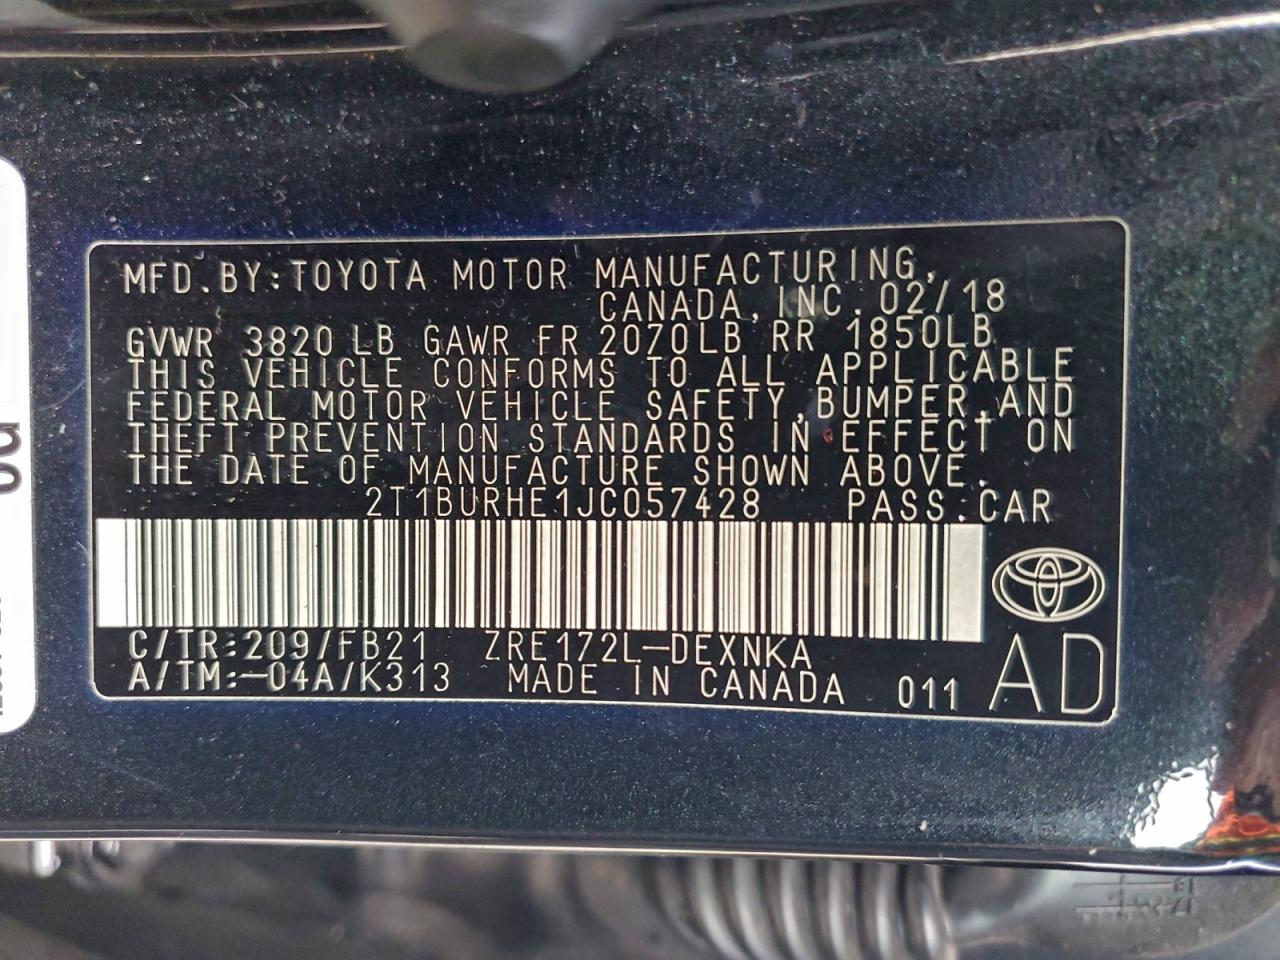 MFD.BY:TOYOTA MOTOR MANUFACTURING,
CANADA,INC.02/18
GVWR 3820 LB GAWR FR 2070LB RR 1850LB
THIS VEHICLE CONFORMS TO ALL APPLICABLE
FEDERAL MOTOR VEHICLE SAFETY,BUMPER,AND
THEFT PREVENTION STANDARDS IN EFFECT ON
THE DATE OF MANUFACTURE SHOWN ABOVE.
2T1BURHE1JC057428 PASS.CAR
C/TR:209/FB21 ZRE172L-DEXNKA
A/TM:-04A/K313 MADE IN CANADA 011
AD